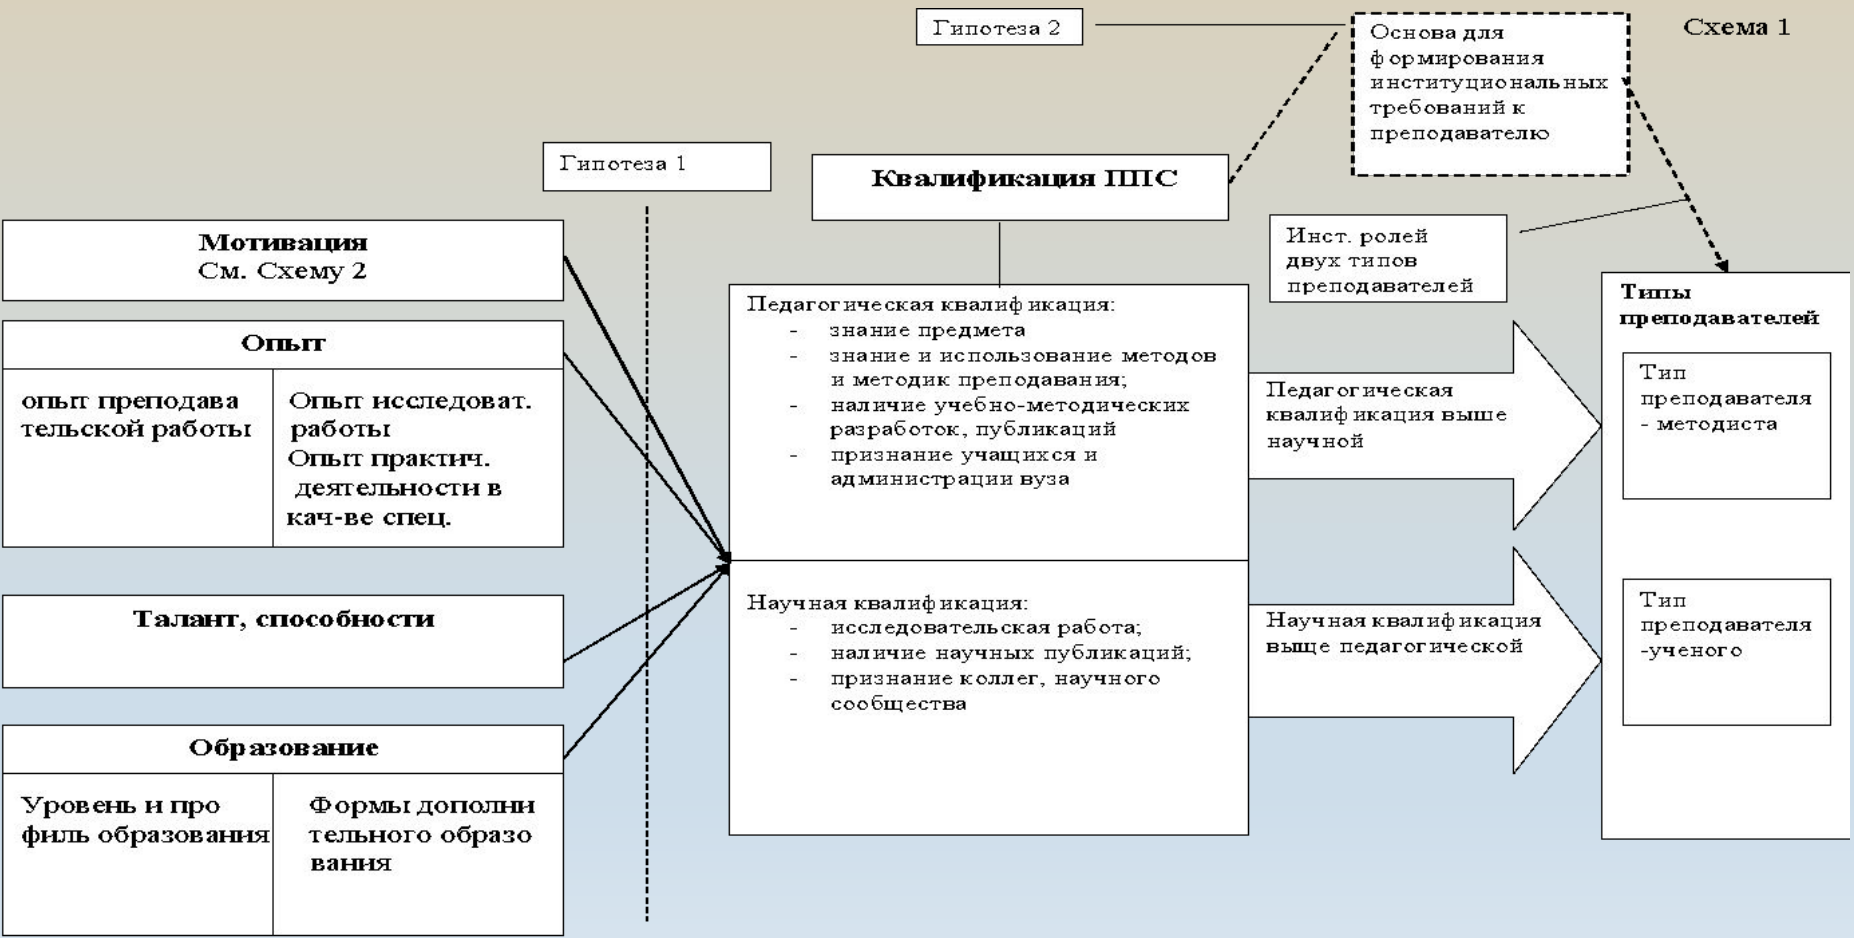 Гипотеза 2
Схема 1
Основа для
формирования
институциональных
требований к
преподавателю
Гипотеза 1
Квалификация ППС
Мотивация
См. Схему 2
Опыт
опыт преподава
тельской работы
Опыт исследоват.
работы
Опыт практич.
деятельности в
кач-ве спец.
Талант, способности
Образование
Уровень и про
филь образования
Формы дополни
тельного образо
вания
Педагогическая квалификация:
- знание предмета
- знание и использование методов
и методик преподавания;
- наличие учебно-методических
разработок, публикаций
- признание учащихся и
администрации вуза
Научная квалификация:
- исследовательская работа;
- наличие научных публикаций;
- признание коллег, научного
сообщества
Инст. ролей
двух типов
преподавателей
Педагогическая
квалификация выше
научной
Научная квалификация
выще педагогической
Типы
преподавателей
Тип
преподавателя
- методиста
Тип
преподавателя
-ученого